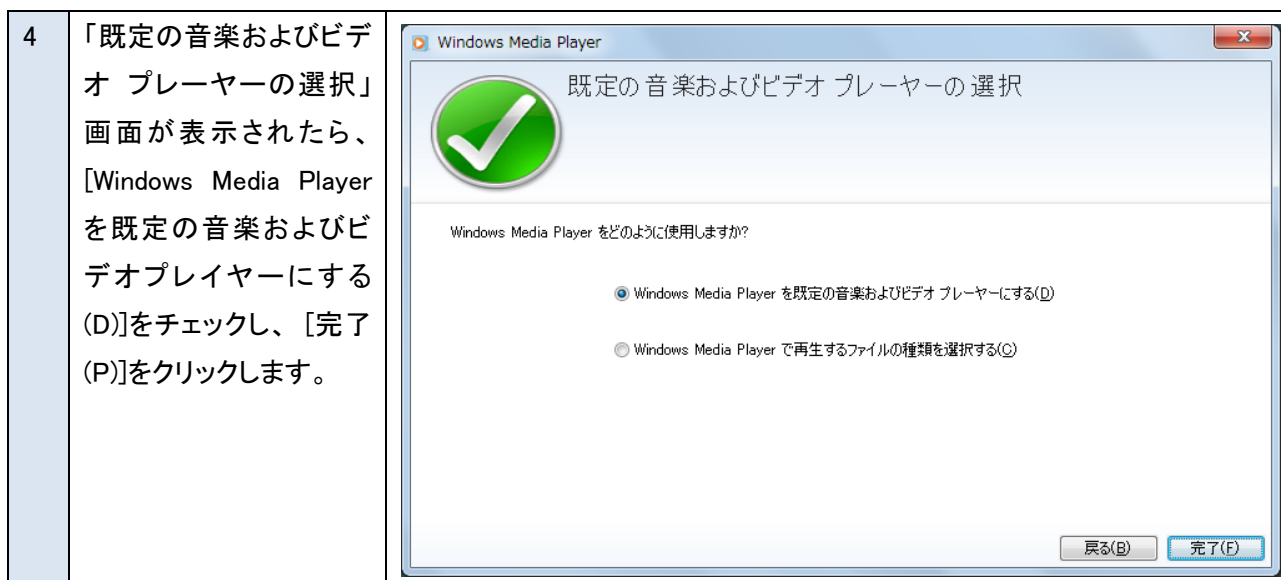 4
「既定の音楽およびビデ
オ プレーヤーの選択」
画面が表示されたら、
[Windows Media Player
を既定の音楽およびビ
デオプレイヤーにする
(D)]をチェックし、[完了
(P)]をクリックします。
Windows Media Player
既定の音楽およびビデオ プレーヤーの選択
Windows Media Player をどのように使用しますか?
Windows Media Player を既定の音楽およびビデオ プレーヤーにする(D)
Windows Media Player で再生するファイルの種類を選択する(C)
戻る(B) 完了(F)